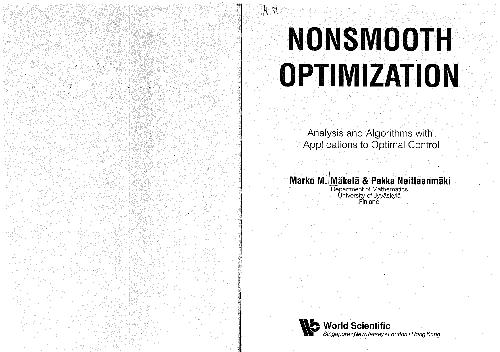 NONSMOOTH
OPTIMIZATION
Analysis and Algorithms with
Applications to Optimal Control
Marko M. Mäkelä & Pekka Neittaanmäki
Department of Mathematics
University of Jyväskylä
Finland
World Scientific
Singapore • New Jersey • London • Hong Kong